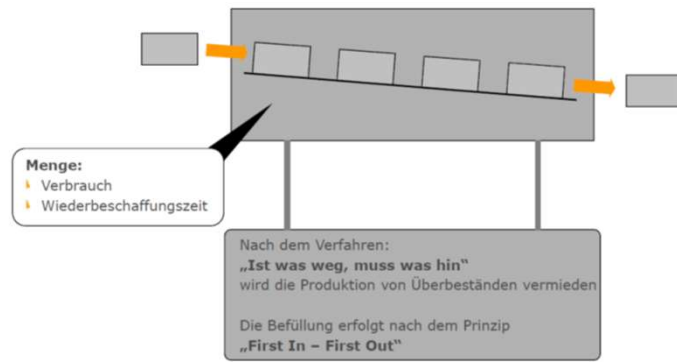 Menge:
Verbrauch
Wiederbeschaffungszeit
Nach dem Verfahren:
„Ist was weg, muss was hin“
wird die Produktion von Überbeständen vermieden
Die Befüllung erfolgt nach dem Prinzip
„First In – First Out“